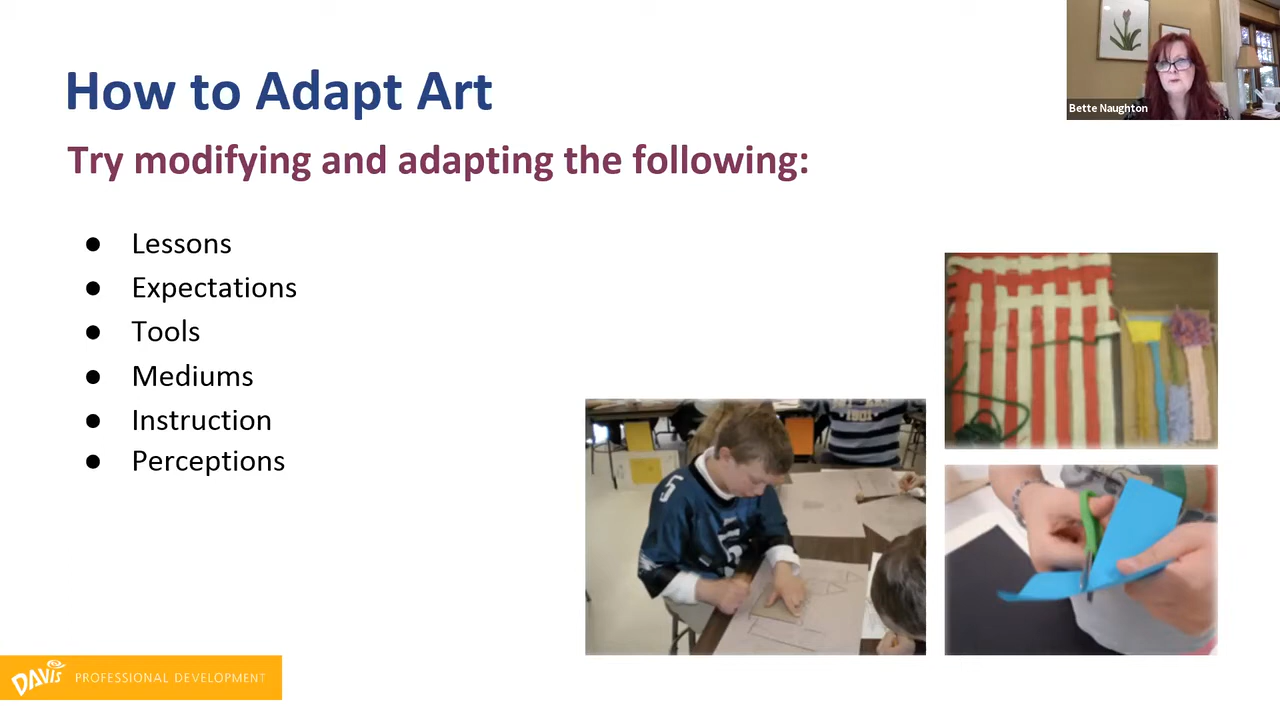 How to Adapt Art
Bette Naughton
Try modifying and adapting the following:
● Lessons
● Expectations
● Tools
● Mediums
● Instruction
● Perceptions
5
DAVIS PROFESSIONAL DEVELOPMENT